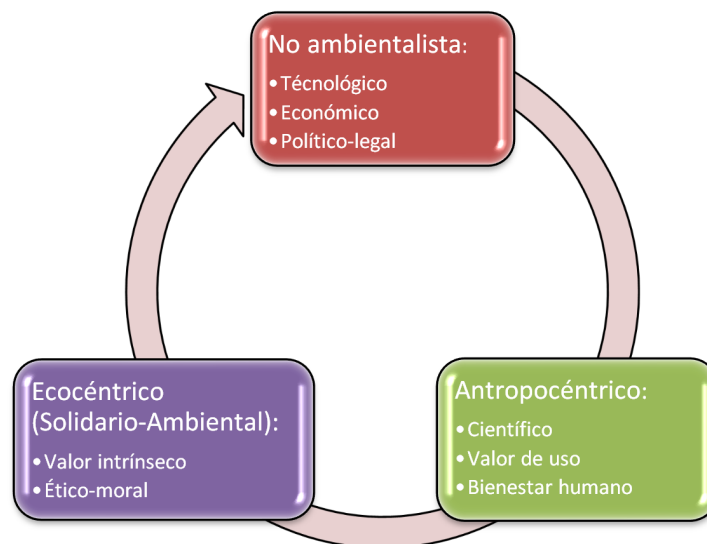 No ambientalista:
•Técnológico
•Económico
•Político-legal
Ecocéntrico
(Solidario-Ambiental):
•Valor intrínseco
•Ético-moral
Antropocéntrico:
•Científico
•Valor de uso
•Bienestar humano